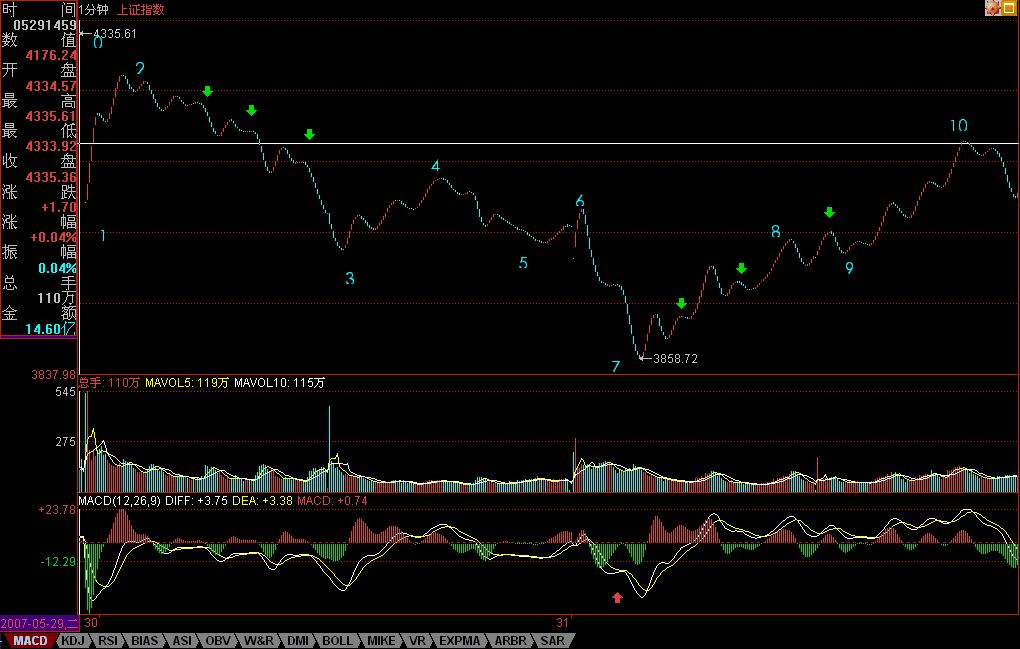 时 间
05291459
数 值
4176.24
开 盘
4334.57
最 高
4335.61
最 低
4333.92
收 盘
4335.36
涨 跌
+1.70
涨 幅
+0.04%
振 幅
0.04%
总 手
110万
金 额
14.60亿
1分钟 上证指数
4335.61
0
2
10
4
6
1
8
5
9
3
7
3858.72
3837.98
总手: 110万 MAVOL5: 119万 MAVOL10: 115万
545
275
MACD(12,26,9) DIFF: +3.75 DEA: +3.38 MACD: +0.74
+23.78
-12.29
2007-05-29,二 30 31
MACD KDJ RSI BIAS ASI OBV W&R DMI BOLL MIKE VR EXPMA ARBR SAR